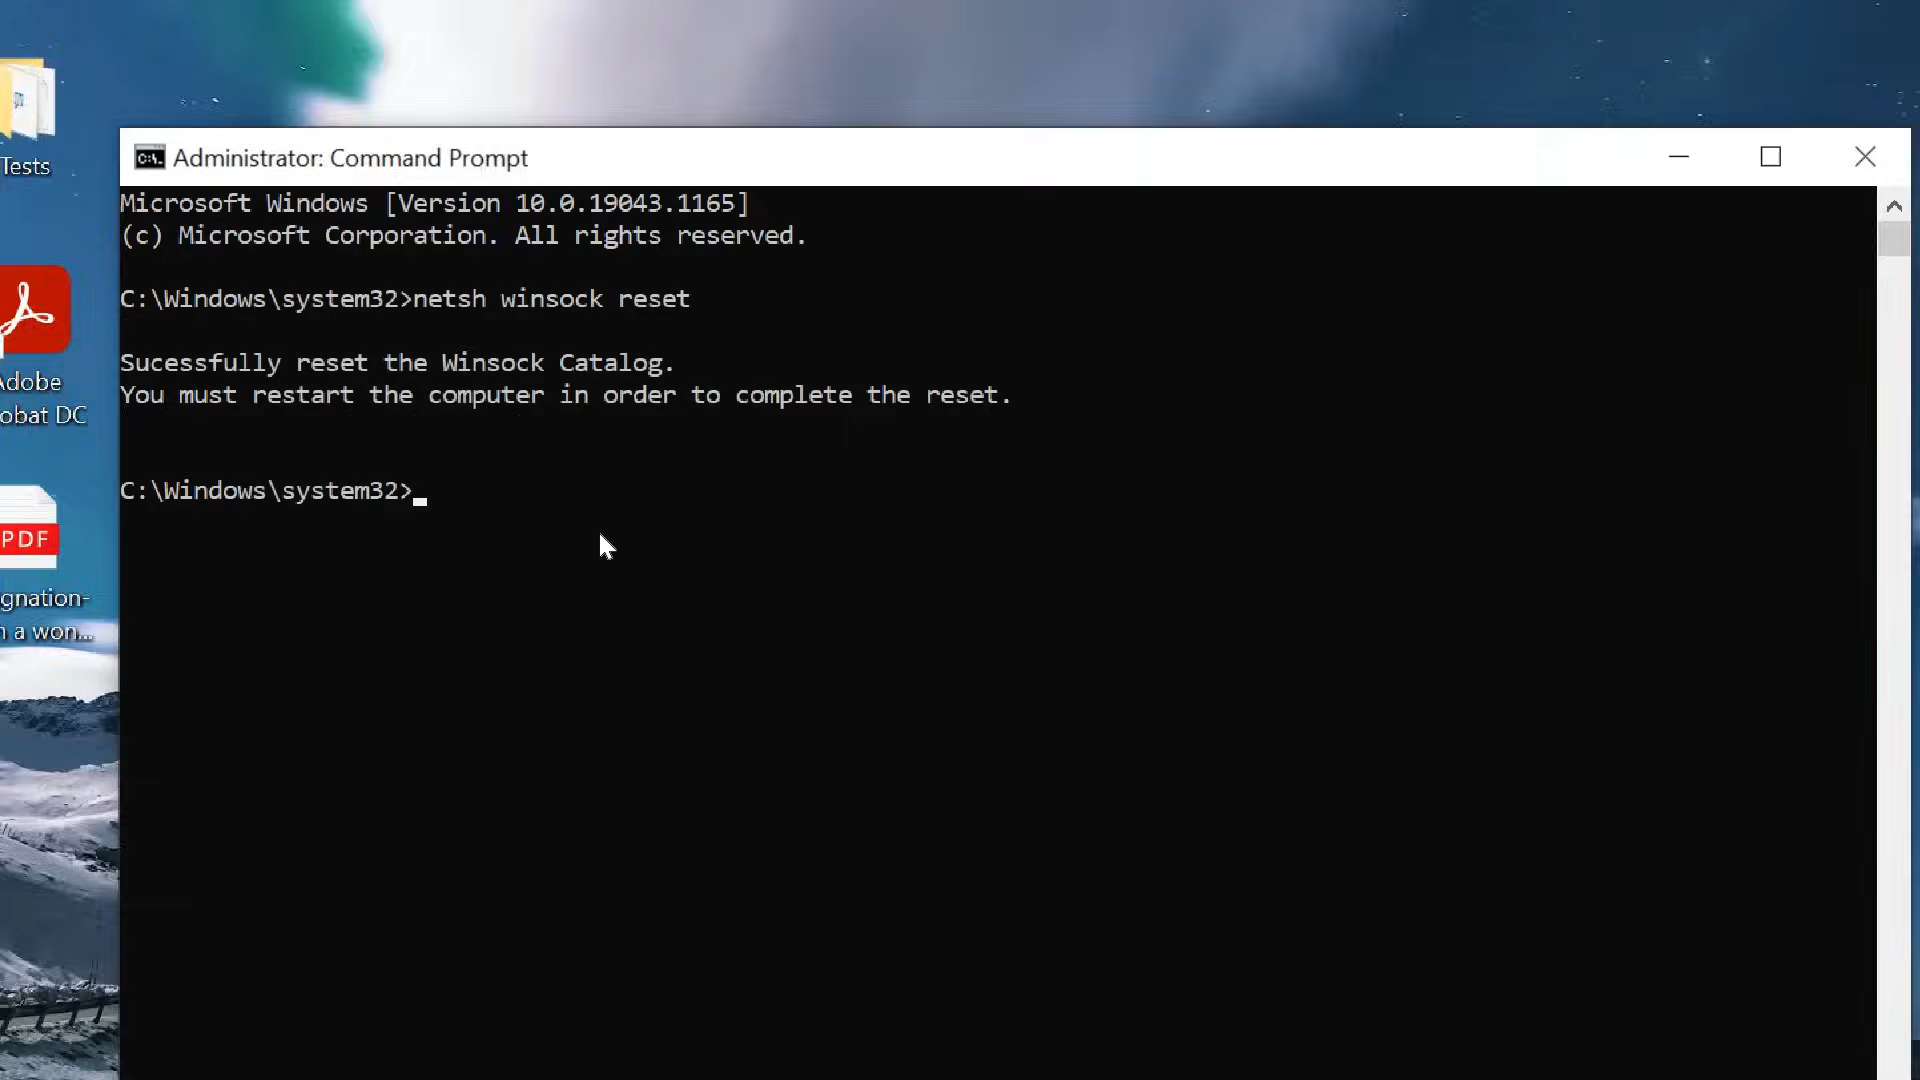 Tests
Adobe
obat DC
PDF
gnation-
a won...
C:\.
Administrator: Command Prompt
Microsoft Windows [Version 10.0.19043.1165]
(c) Microsoft Corporation. All rights reserved.
C:\Windows\system32>netsh winsock reset
Sucessfully reset the Winsock Catalog.
You must restart the computer in order to complete the reset.
C:\Windows\system32>